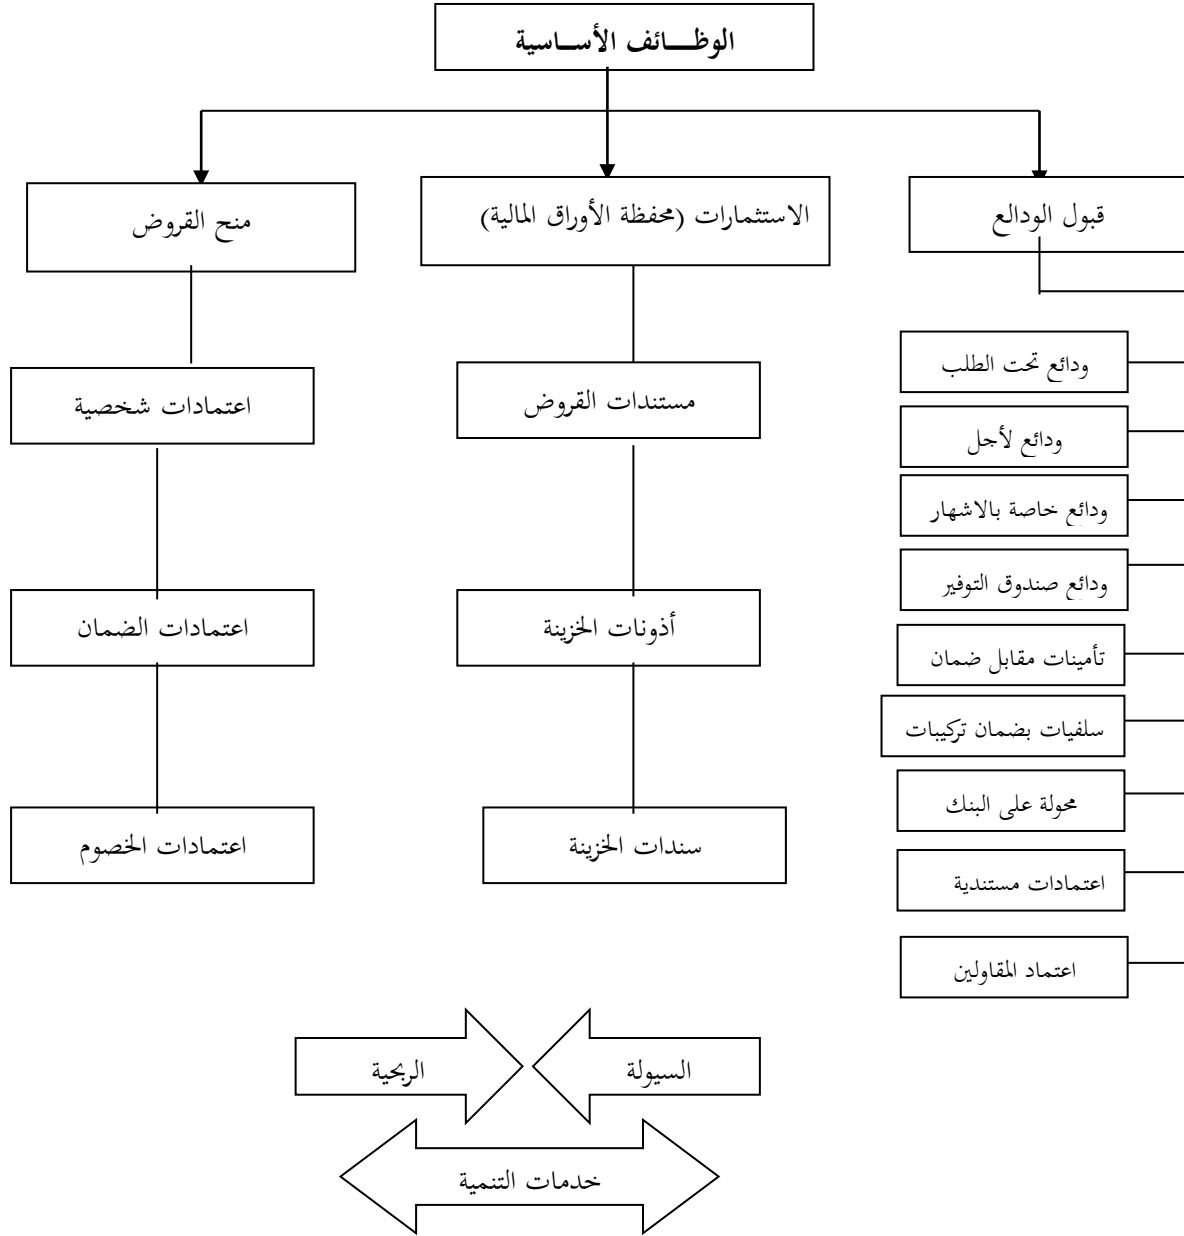 الوظـــائف الأســـاسية
قبول الودالع
الاستثمارات (محفظة الأوراق المالية)
منح القروض
ودائع تحت الطلب
ودائع لأجل
ودائع خاصة بالاشهار
ودائع صندوق التوفير
تأمينات مقابل ضمان
سلفيات بضمان تركيبات
محولة على البنك
اعتمادات مستندية
اعتماد المقاولين
مستندات القروض
أذونات الخزينة
سندات الخزينة
اعتمادات شخصية
اعتمادات الضمان
اعتمادات الخصوم
السيولة
الربحية
خدمات التنمية